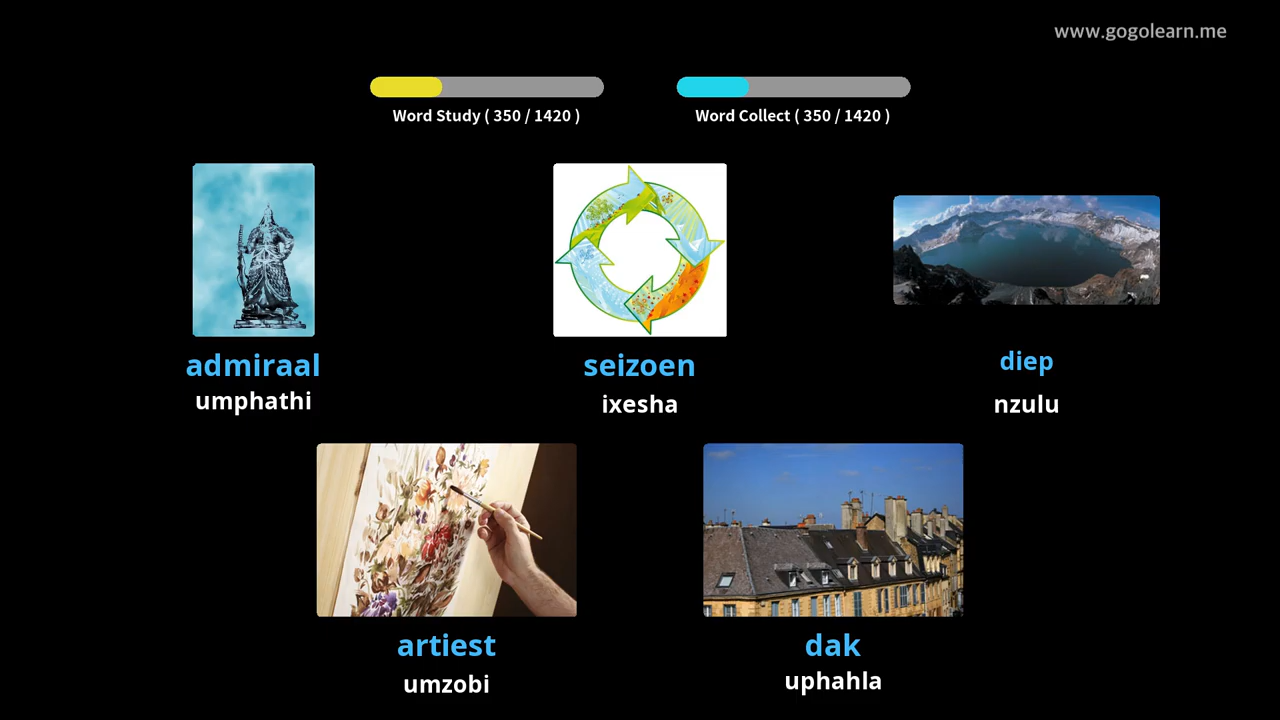 www.gogolearn.me
Word Study ( 350 / 1420 )
Word Collect ( 350 / 1420 )
admiraal
umphathi
seizoen
ixesha
diep
nzulu
artiest
umzobi
dak
uphahla